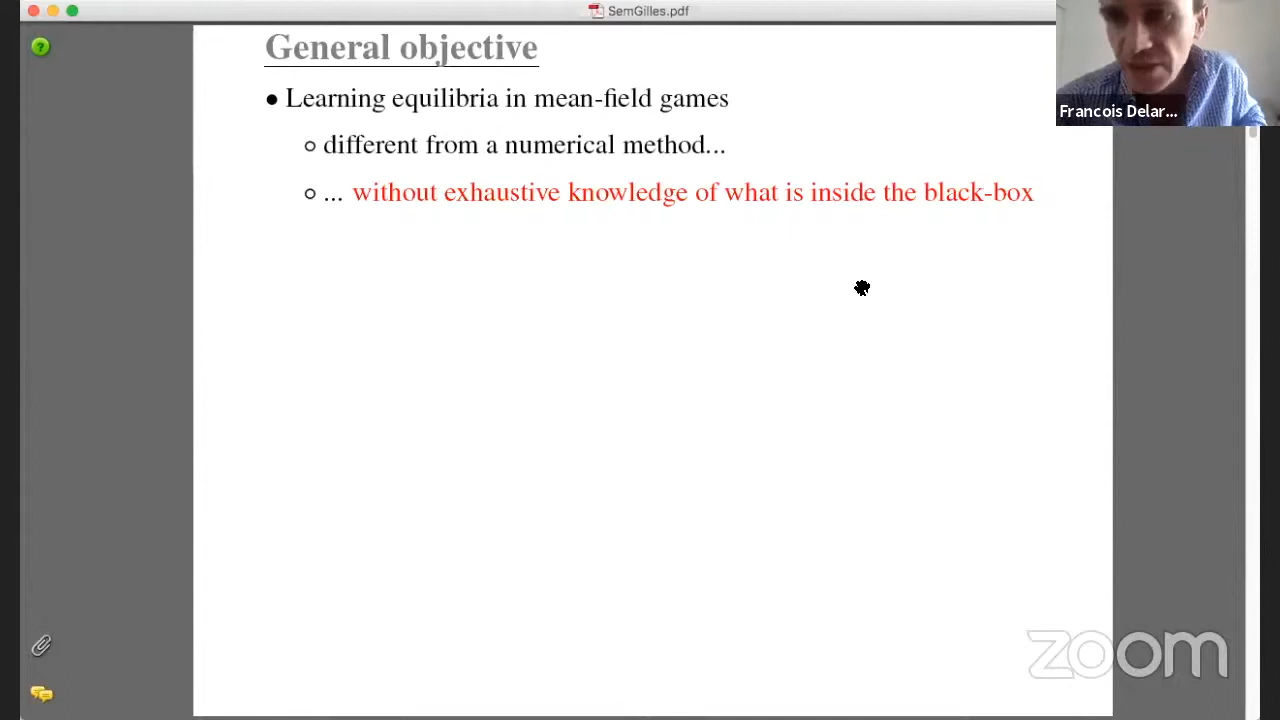 SemGilles.pdf
General objective
• Learning equilibria in mean-field games
◦ different from a numerical method...
◦ ... without exhaustive knowledge of what is inside the black-box
Francois Delar...
?
zoom